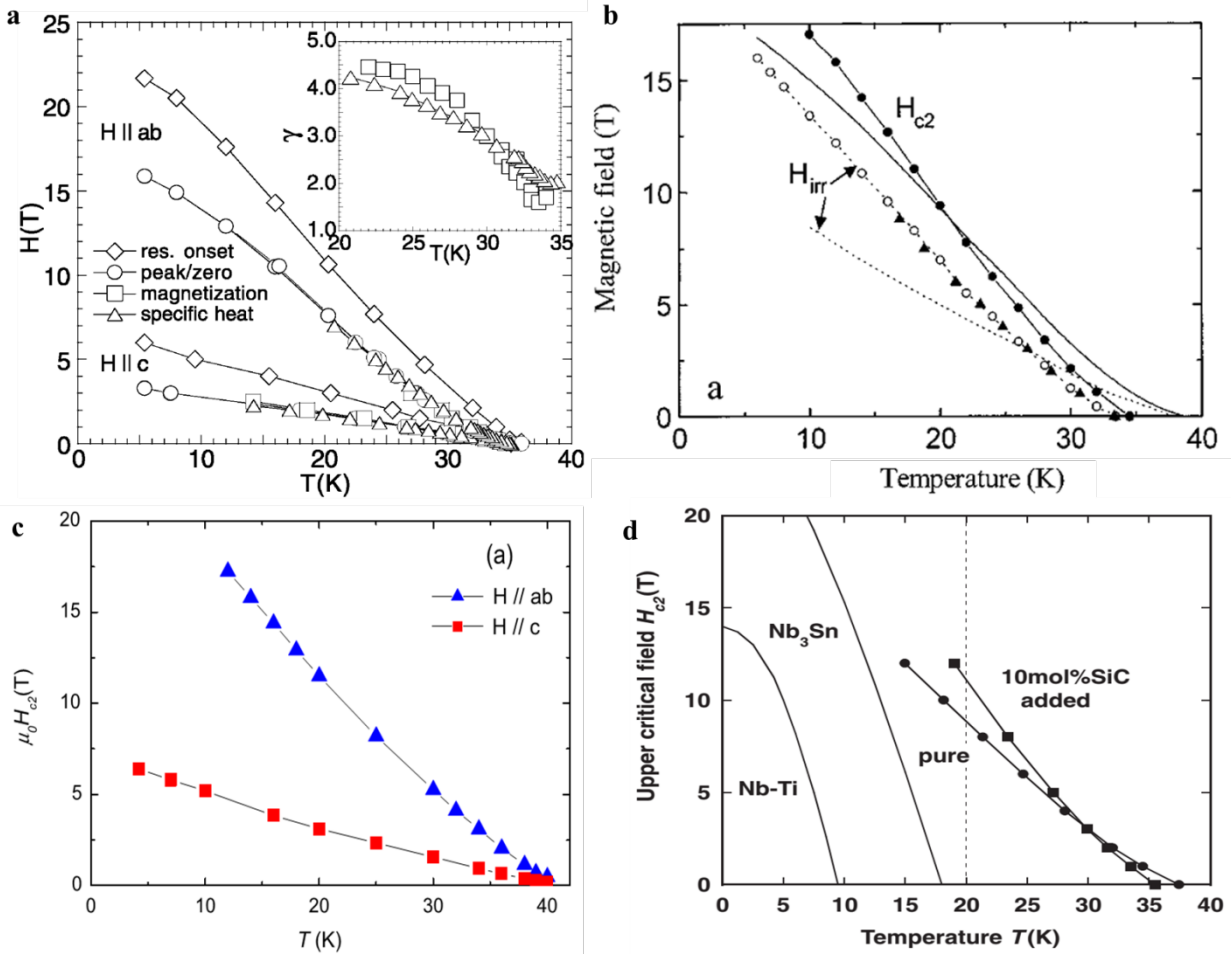 a
H(T)
25
20
15
10
5
0
0
10
20
30
40
T(K)
H || ab
res. onset
peak/zero
magnetization
specific heat
H || c
γ
5.0
4.0
3.0
2.0
1.0
20
25
30
35
T(K)
b
Magnetic field (T)
15
10
5
0
0
10
20
30
40
Temperature (K)
Hc2
Hirr
a
c
μ0Hc2(T)
20
15
10
5
0
0
10
20
30
40
T (K)
(a)
H // ab
H // c
d
Upper critical field Hc2(T)
20
15
10
5
0
0
5
10
15
20
25
30
35
40
Temperature T(K)
Nb3Sn
10mol%SiC
added
pure
Nb-Ti